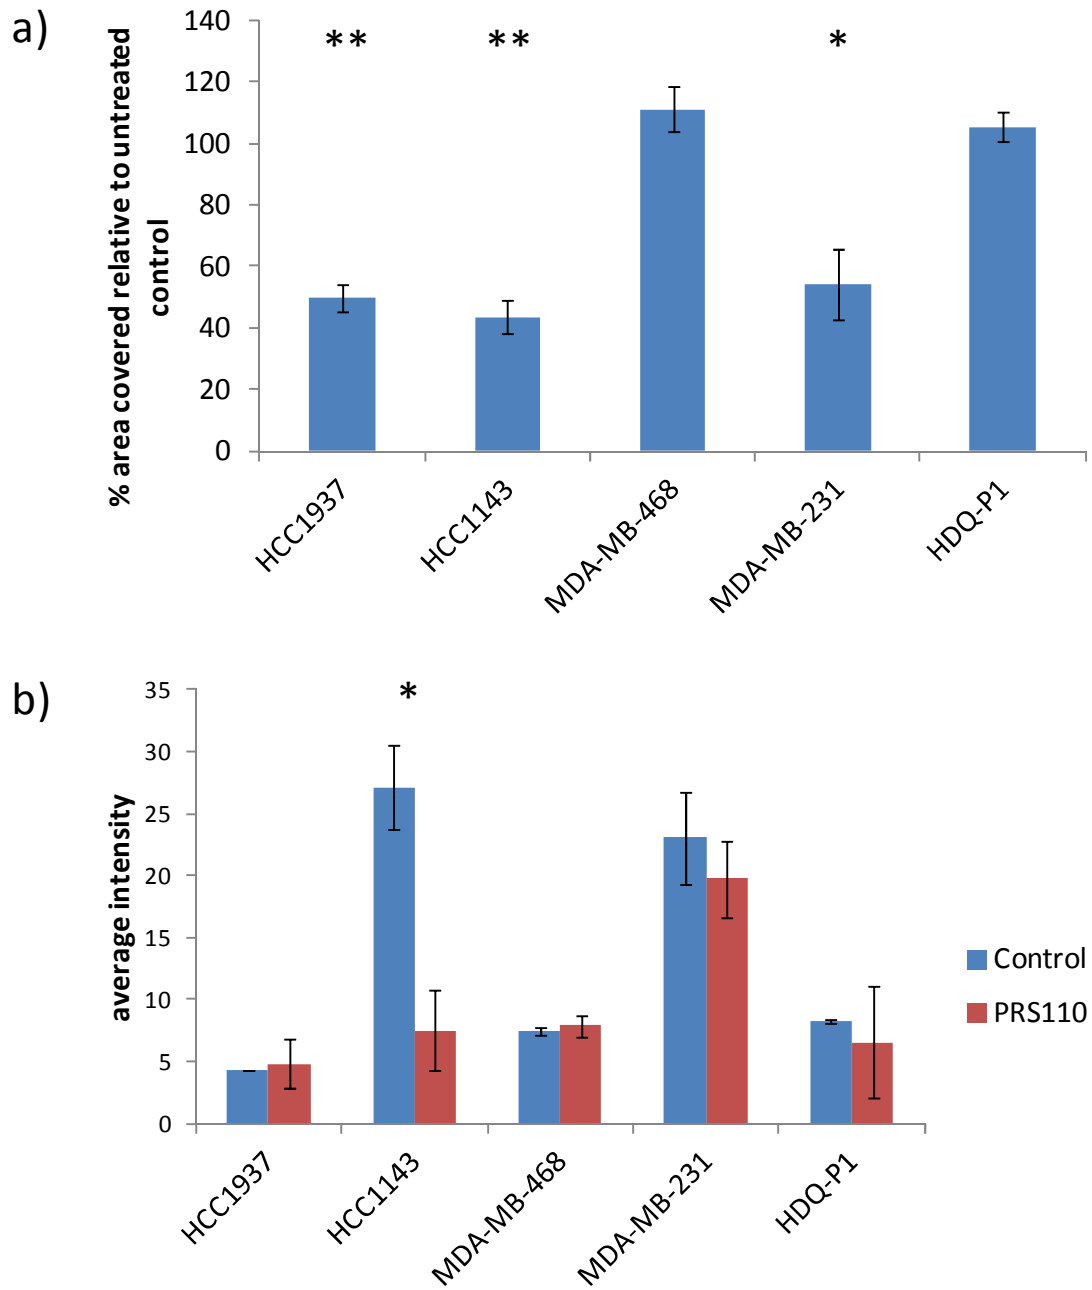 a)
% area covered relative to untreated
control
140
120
100
80
60
40
20
0
** ** *
HCC1937
HCC1143
MDA-MB-468
MDA-MB-231
HDQ-P1
b)
average intensity
35
30
25
20
15
10
5
0
*
HCC1937
HCC1143
MDA-MB-468
MDA-MB-231
HDQ-P1
Control
PRS110